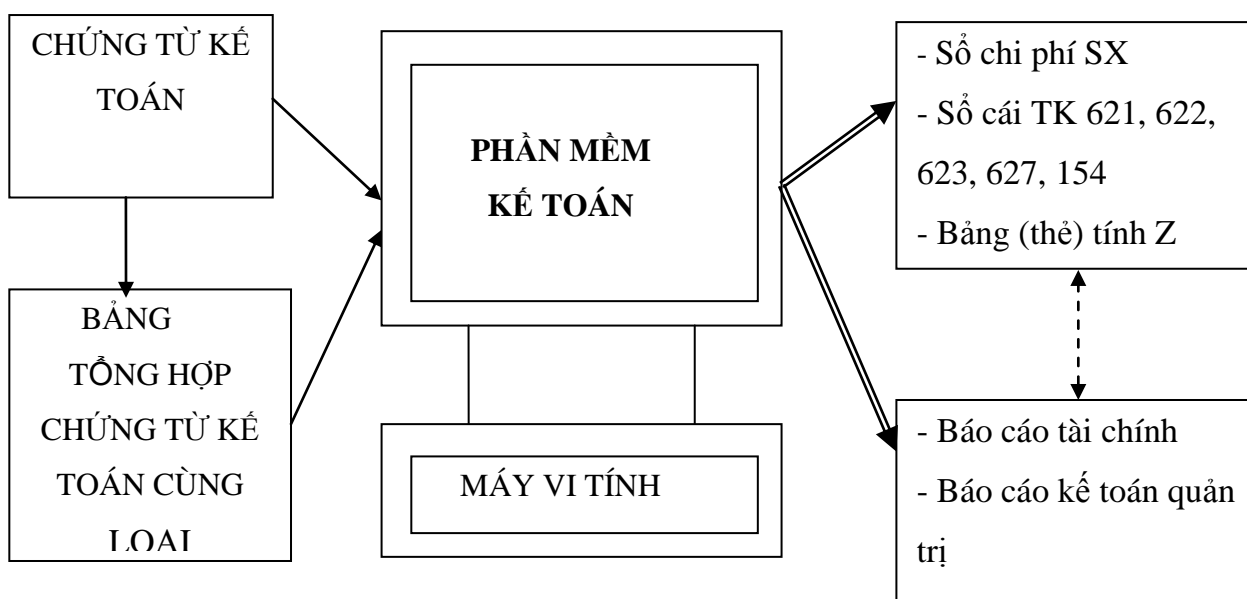 CHỨNG TỪ KẾ
TOÁN
BẢNG
TỔNG HỢP
CHỨNG TỪ KẾ
TOÁN CÙNG
LOẠI
PHẦN MỀM
KẾ TOÁN
MÁY VI TÍNH
- Sổ chi phí SX
- Sổ cái TK 621, 622,
623, 627, 154
- Bảng (thẻ) tính Z
- Báo cáo tài chính
- Báo cáo kế toán quản
trị